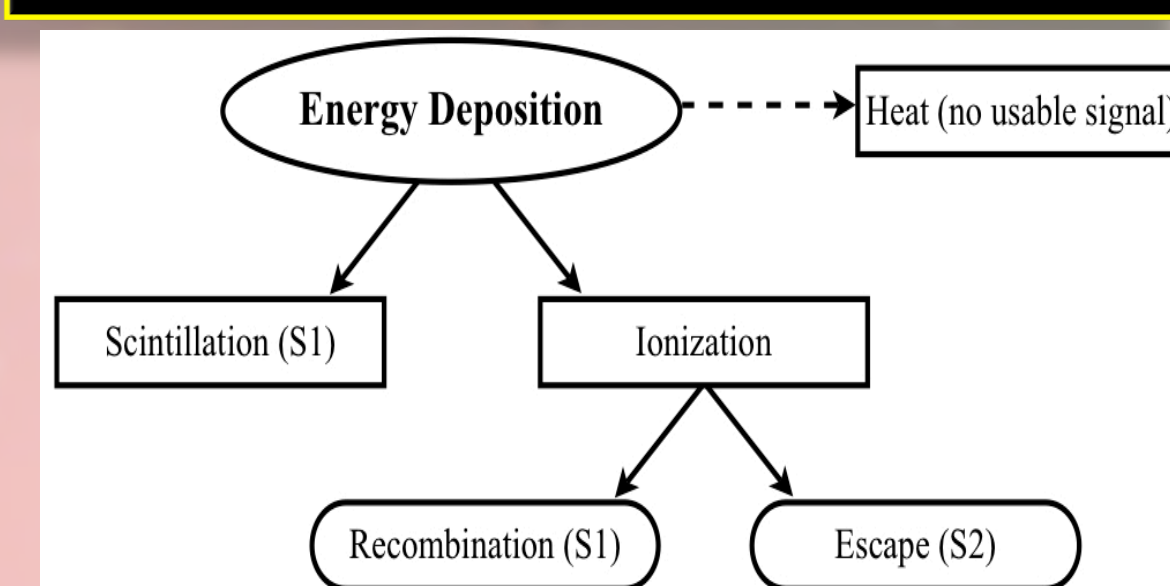 Energy Deposition
Heat (no usable signal)
Scintillation (S1)
Ionization
Recombination (S1)
Escape (S2)